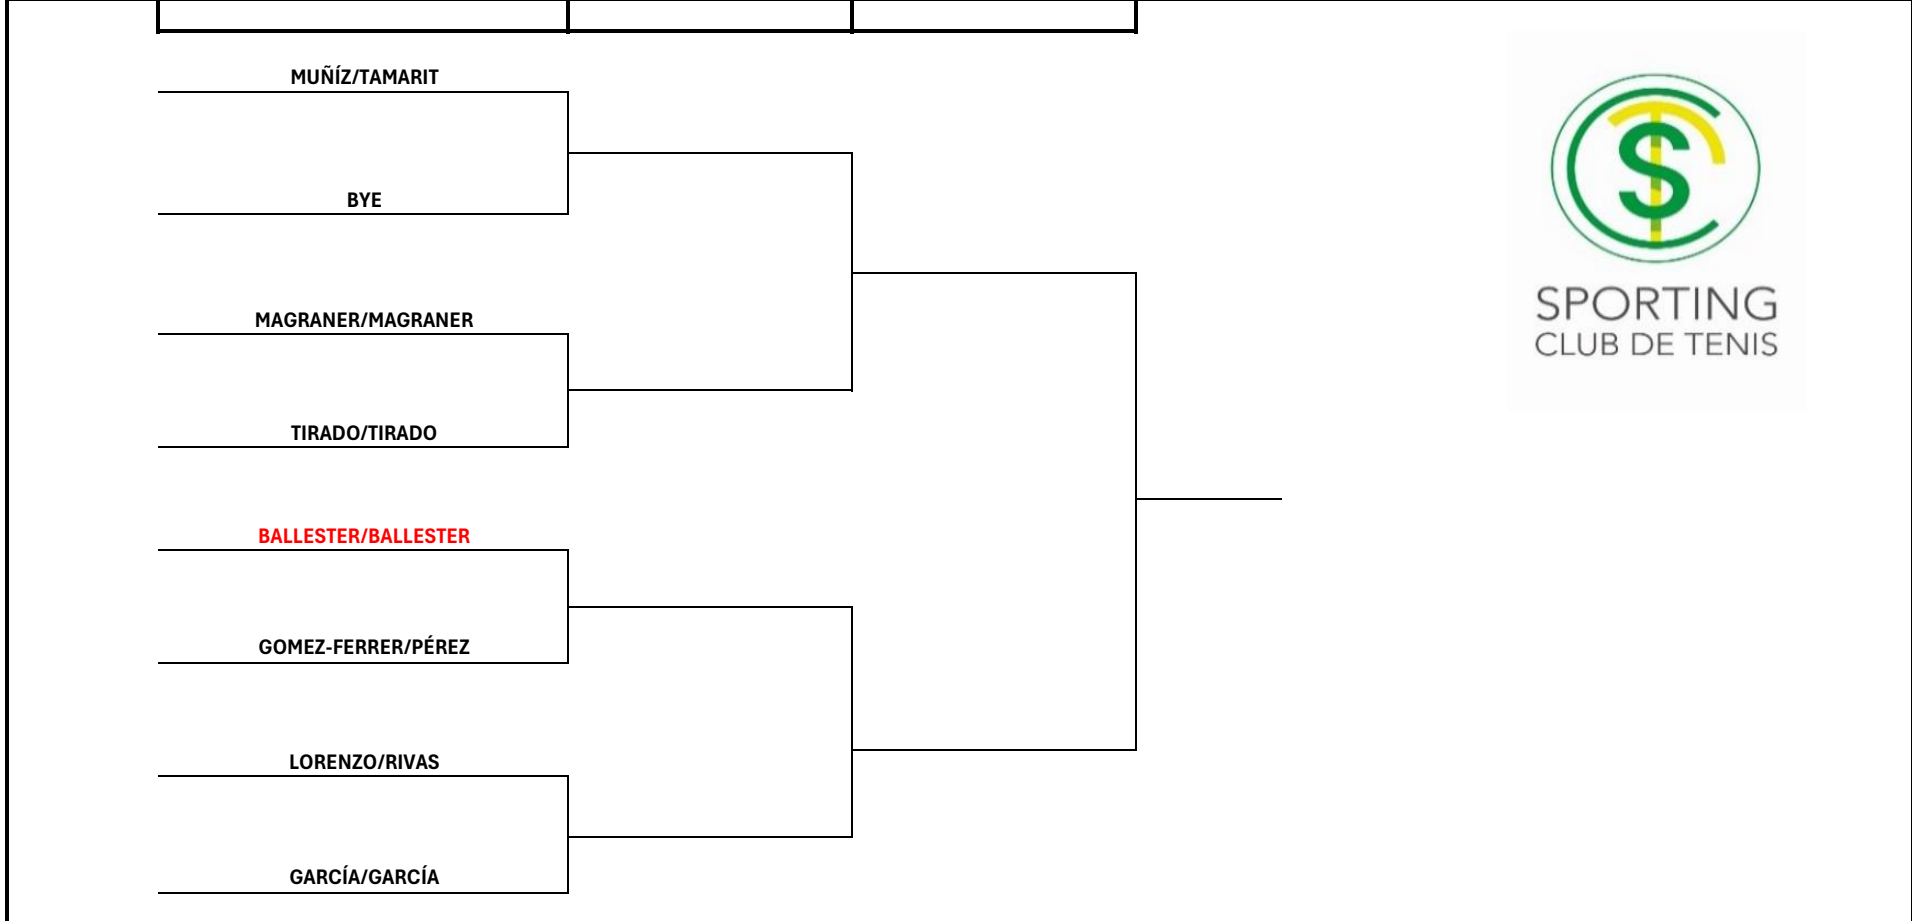 MUÑÍZ/TAMARIT
BYE
MAGRANER/MAGRANER
TIRADO/TIRADO
BALLESTER/BALLESTER
GOMEZ-FERRER/PÉREZ
LORENZO/RIVAS
GARCÍA/GARCÍA
SPORTING
CLUB DE TENIS